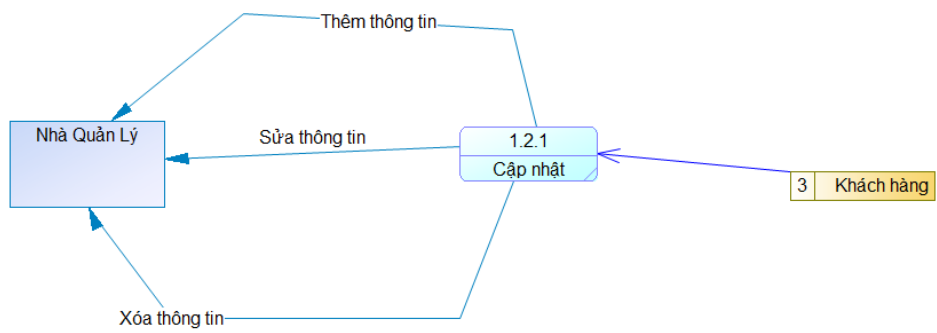 Thêm thông tin
Nhà Quản Lý
Sửa thông tin
1.2.1
Cập nhật
3 Khách hàng
Xóa thông tin